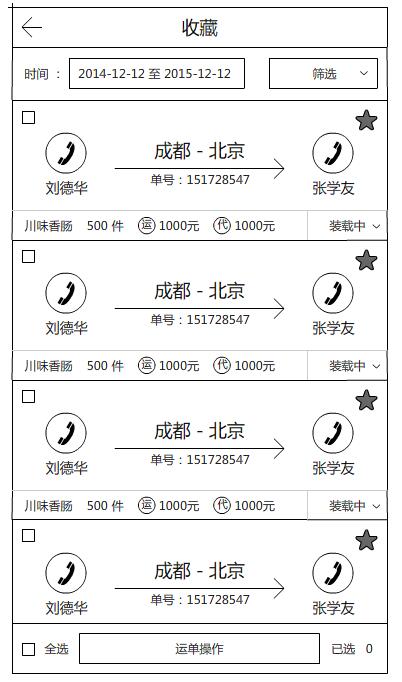 收藏
时间 : 2014-12-12 至 2015-12-12 筛选
成都 - 北京
单号:151728547
刘德华 张学友
川味香肠 500 件 运 1000元 代 1000元 装载中
成都 - 北京
单号:151728547
刘德华 张学友
川味香肠 500 件 运 1000元 代 1000元 装载中
成都 - 北京
单号:151728547
刘德华 张学友
川味香肠 500 件 运 1000元 代 1000元 装载中
成都 - 北京
单号:151728547
刘德华 张学友
全选 运单操作 已选 0